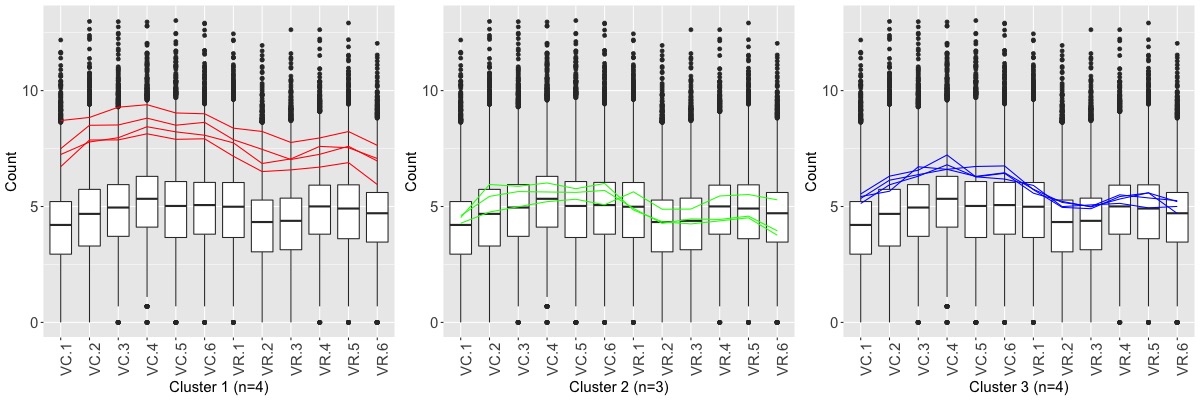 Count
10
5
0
VC.1
VC.2
VC.3
VC.4
VC.5
VC.6
VR.1
VR.2
VR.3
VR.4
VR.5
VR.6
Cluster 1 (n=4)
Count
10
5
0
VC.1
VC.2
VC.3
VC.4
VC.5
VC.6
VR.1
VR.2
VR.3
VR.4
VR.5
VR.6
Cluster 2 (n=3)
Count
10
5
0
VC.1
VC.2
VC.3
VC.4
VC.5
VC.6
VR.1
VR.2
VR.3
VR.4
VR.5
VR.6
Cluster 3 (n=4)